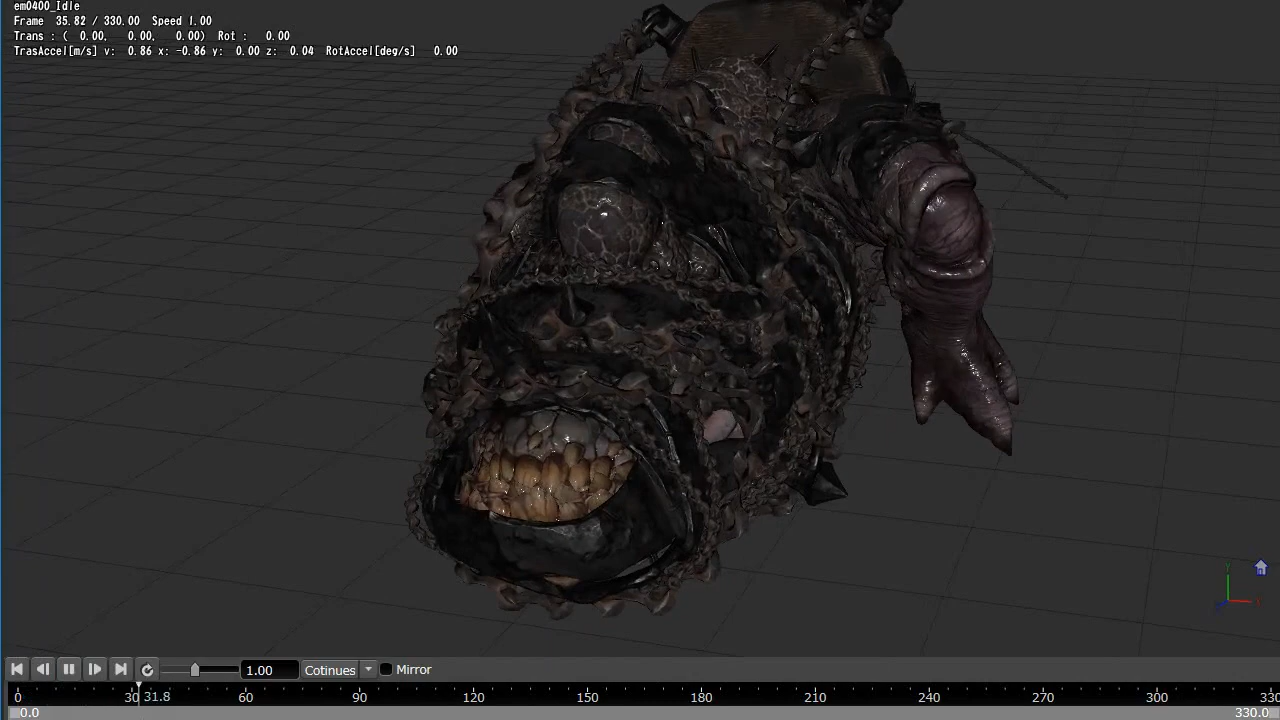 em0400_Idle
Frame 35.82 / 330.00 Speed 1.00
Trans : ( 0.00, 0.00, 0.00) Rot : 0.00
TrasAccel[m/s] v: 0.86 x: -0.86 y: 0.00 z: 0.04 RotAccel[deg/s] 0.00
y
1.00 Cotinues Mirror
0 30 31.8 60 90 120 150 180 210 240 270 300 330
0.0 330.0